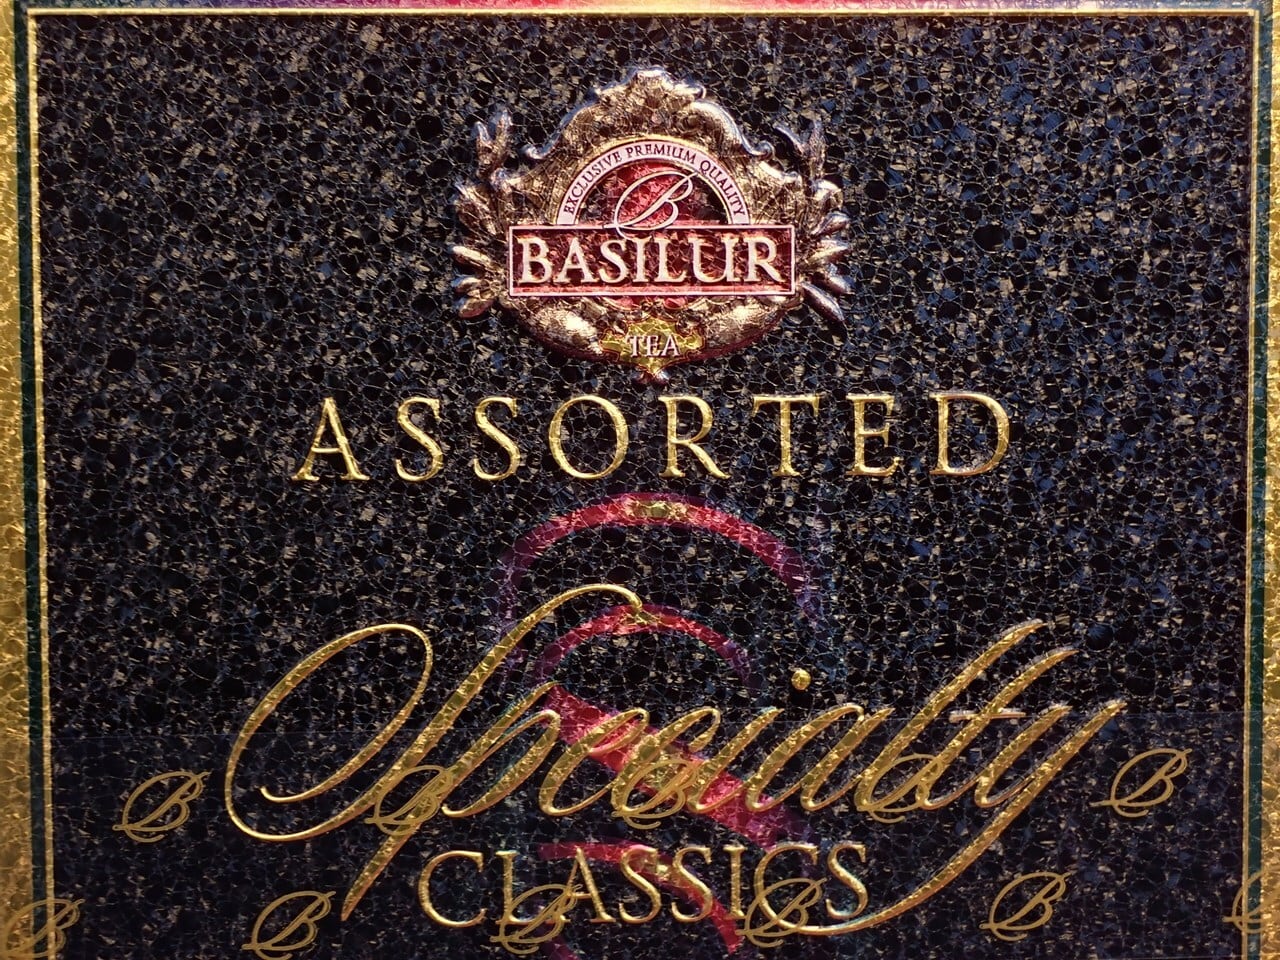 EXCLUSIVE PREMIUM QUALITY
B
BASILUR
TEA
ASSORTED
Specialty
CLASSICS
B B B B B
B B B B B